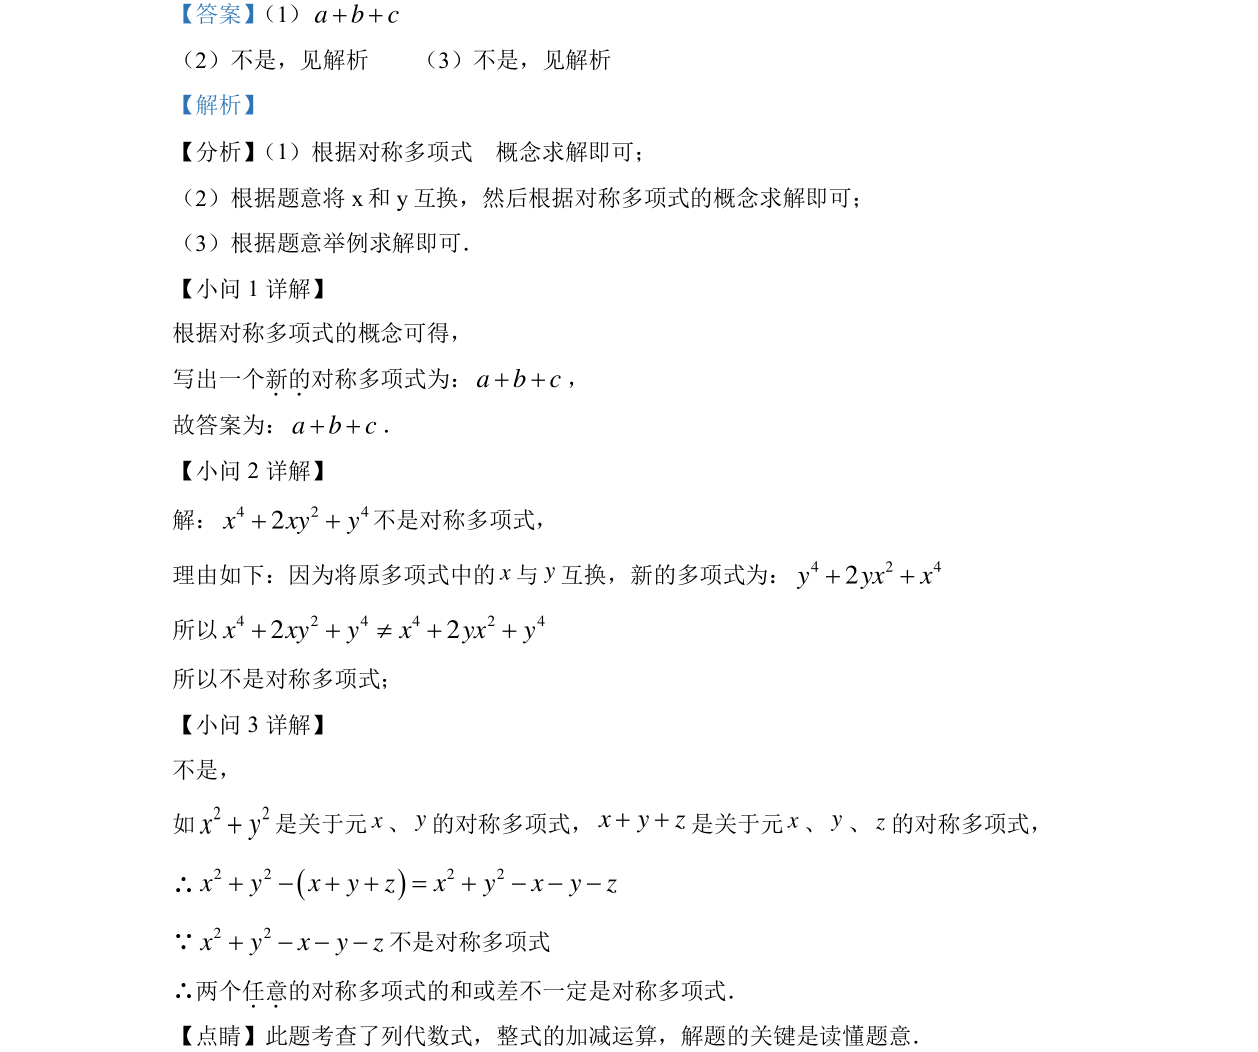 【答案】（1）a+b+c
（2）不是，见解析 （3）不是，见解析
【解析】
【分析】（1）根据对称多项式 概念求解即可；
（2）根据题意将 x 和 y 互换，然后根据对称多项式的概念求解即可；
（3）根据题意举例求解即可．
【小问 1 详解】
根据对称多项式的概念可得，
写出一个新的对称多项式为：a+b+c，
故答案为：a+b+c．
【小问 2 详解】
解：x⁴+2xy²+y⁴不是对称多项式，
理由如下：因为将原多项式中的 x 与 y 互换，新的多项式为：y⁴+2yx²+x⁴
所以 x⁴+2xy²+y⁴≠x⁴+2yx²+y⁴
所以不是对称多项式；
【小问 3 详解】
不是，
如 x²+y² 是关于元 x 、 y 的对称多项式，x+y+z 是关于元 x 、 y 、 z 的对称多项式，
∴x²+y²−(x+y+z)=x²+y²−x−y−z
∵x²+y²−x−y−z 不是对称多项式
∴两个任意的对称多项式的和或差不一定是对称多项式．
【点睛】此题考查了列代数式，整式的加减运算，解题的关键是读懂题意．